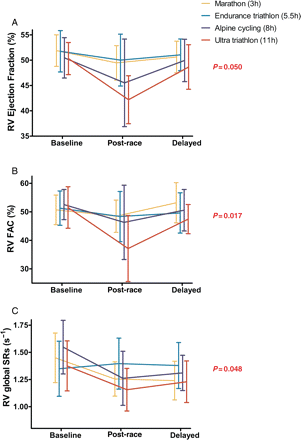 Marathon (3h)
Endurance triathlon (5.5h)
Alpine cycling (8h)
Ultra triathlon (11h)
A
RV Ejection Fraction (%)
60
55
50
45
40
35
Baseline
Post-race
Delayed
P=0.050
B
RV FAC (%)
60
50
40
30
Baseline
Post-race
Delayed
P=0.017
C
RV global SRs (s⁻¹)
1.75
1.50
1.25
1.00
Baseline
Post-race
Delayed
P=0.048